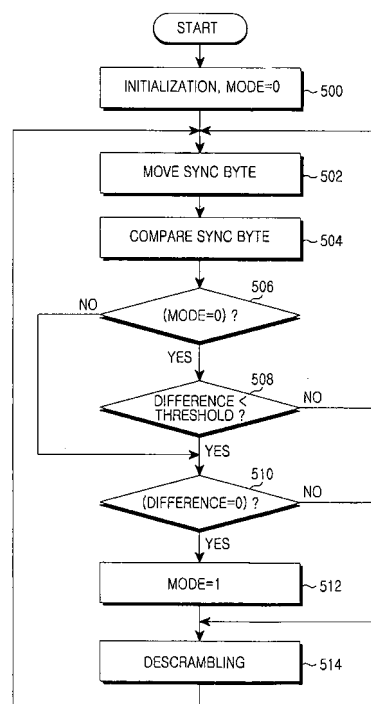 START
INITIALIZATION, MODE=0
500
MOVE SYNC BYTE
502
COMPARE SYNC BYTE
504
506
NO
(MODE=0) ?
YES
508
DIFFERENCE <
THRESHOLD ?
NO
YES
510
(DIFFERENCE=0) ?
NO
YES
MODE=1
512
DESCRAMBLING
514